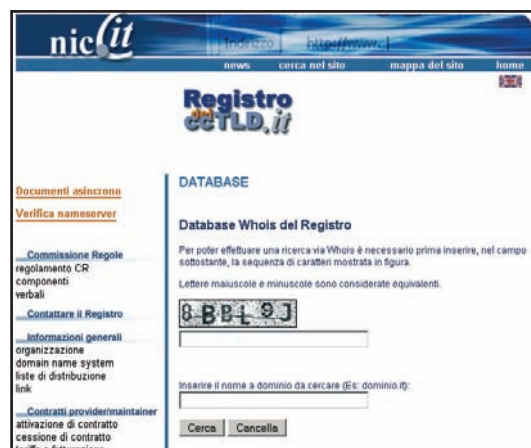 nic.it
Indirizzo http://www.
news cerca nel sito mappa del sito home
Registro
del
ccTLD.it
Documenti asincrono
Verifica nameserver
Commissione Regole
regolamento CR
componenti
verbali
Contattare il Registro
Informazioni generali
organizzazione
domain name system
liste di distribuzione
link
Contratti provider/maintainer
attivazione di contratto
cessione di contratto
DATABASE
Database Whois del Registro
Per poter effettuare una ricerca via Whois è necessario prima inserire, nel campo
sottostante, la sequenza di caratteri mostrata in figura.
Lettere maiuscole e minuscole sono considerate equivalenti.
8BBL9J
Inserire il nome a dominio da cercare (Es: dominio.it):
Cerca Cancella